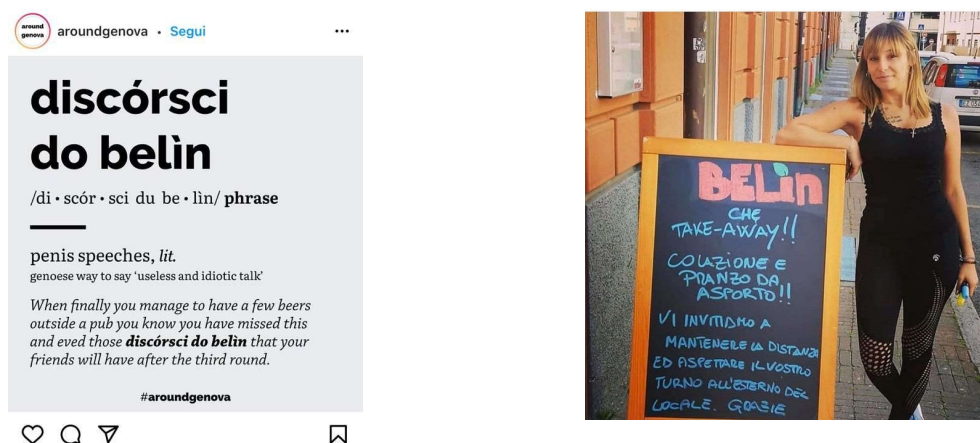 around
genova
aroundgenova • Segui
discórsci
do belìn
/di • scór • sci du be • lìn/ phrase
penis speeches, lit.
genoese way to say ‘useless and idiotic talk’
When finally you manage to have a few beers
outside a pub you know you have missed this
and eved those discórsci do belìn that your
friends will have after the third round.
#aroundgenova
BELiN
CHE
TAKE-AWAY!!
COLAZIONE E
PRANZO DA
ASPORTO!!
VI INVITIAMO A
MANTENERE LA DISTANZA
ED ASPETTARE IL VOSTRO
TURNO ALL'ESTERNO DEL
LOCALE. GRAZIE